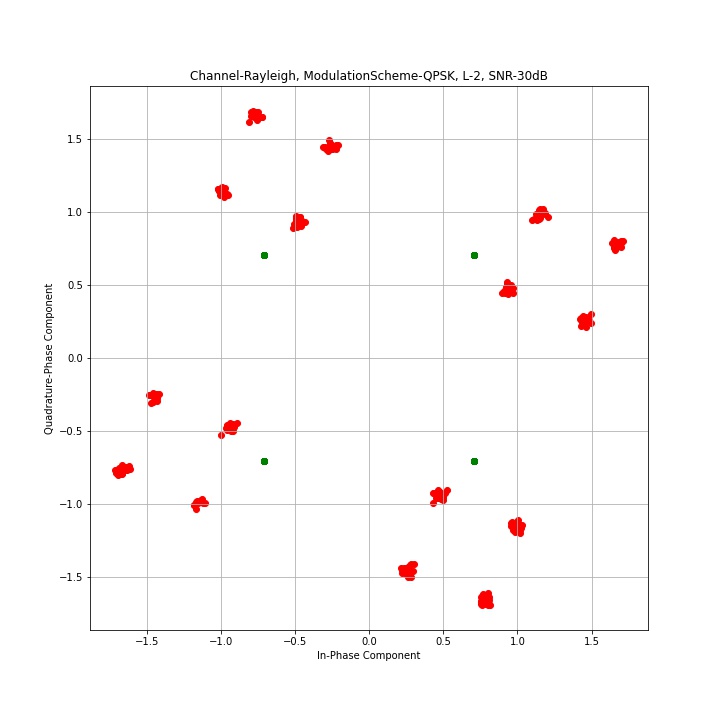 Channel-Rayleigh, ModulationScheme-QPSK, L-2, SNR-30dB
1.5
1.0
0.5
0.0
−0.5
−1.0
−1.5
Quadrature-Phase Component
−1.5 −1.0 −0.5 0.0 0.5 1.0 1.5
In-Phase Component